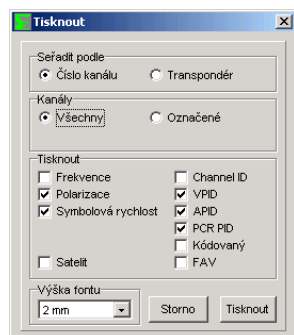 Tisknout
Seřadit podle
Číslo kanálu Transpondér
Kanály
Všechny Označené
Tisknout
Frekvence Channel ID
Polarizace VPID
Symbolová rychlost APID
PCR PID
Kódovaný
Satelit FAV
Výška fontu
2 mm Storno Tisknout